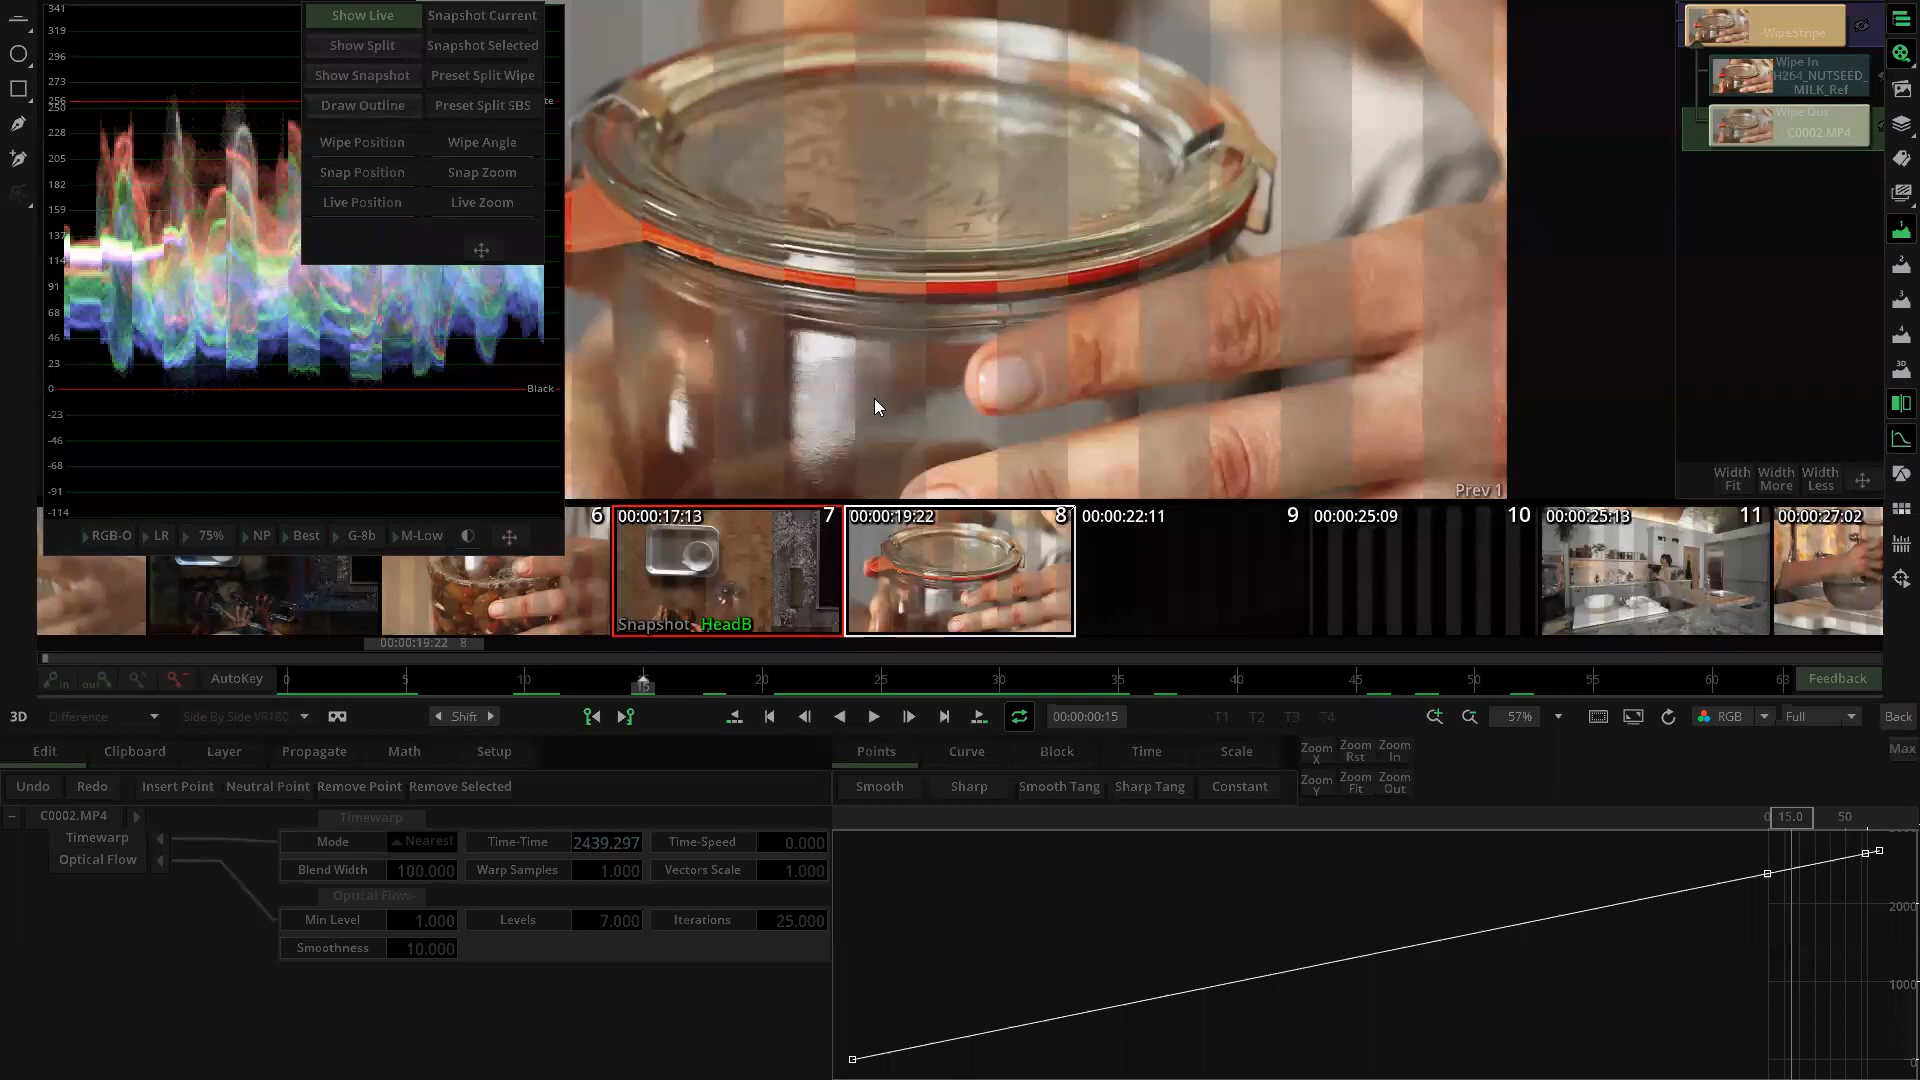 341
319
296
273
256
250
228
205
182
159
137
114
91
68
46
23
0
-23
-46
-68
-91
-114
Black
Show Live
Snapshot Current
Show Split
Snapshot Selected
Show Snapshot
Preset Split Wipe
Draw Outline
Preset Split SBS
Wipe Position
Wipe Angle
Snap Position
Snap Zoom
Live Position
Live Zoom
RGB-O
LR
75%
NP
Best
G-8b
M-Low
Prev 1
WipeStripe
Wipe In
H264_NUTSEED_
MILK_Ref
Wipe Out
C0002.MP4
Width Fit
Width More
Width Less
2
3
4
3D
6
00:00:17:13
7
00:00:19:22
8
00:00:22:11
9
00:00:25:09
10
00:00:25:13
11
00:00:27:02
Snapshot
HeadB
00:00:19:22 8
in
out
AutoKey
0
5
10
15
20
25
30
35
40
45
50
55
60
63
Feedback
3D
Difference
Side By Side VR180
Shift
00:00:00:15
T1
T2
T3
57%
RGB
Full
Back
Edit
Clipboard
Layer
Propagate
Math
Setup
Points
Curve
Block
Time
Scale
Zoom X
Zoom Rst
Zoom In
Max
Undo
Redo
Insert Point
Neutral Point
Remove Point
Remove Selected
Smooth
Sharp
Smooth Tang
Sharp Tang
Constant
Zoom Y
Zoom Fit
Zoom Out
C0002.MP4
Timewarp
Optical Flow
Timewarp
Mode
Nearest
Time-Time
2439.297
Time-Speed
0.000
Blend Width
100.000
Warp Samples
1.000
Vectors Scale
1.000
Optical Flow
Min Level
1.000
Levels
7.000
Iterations
25.000
Smoothness
10.000
0
15.0
50
2000
1000
0